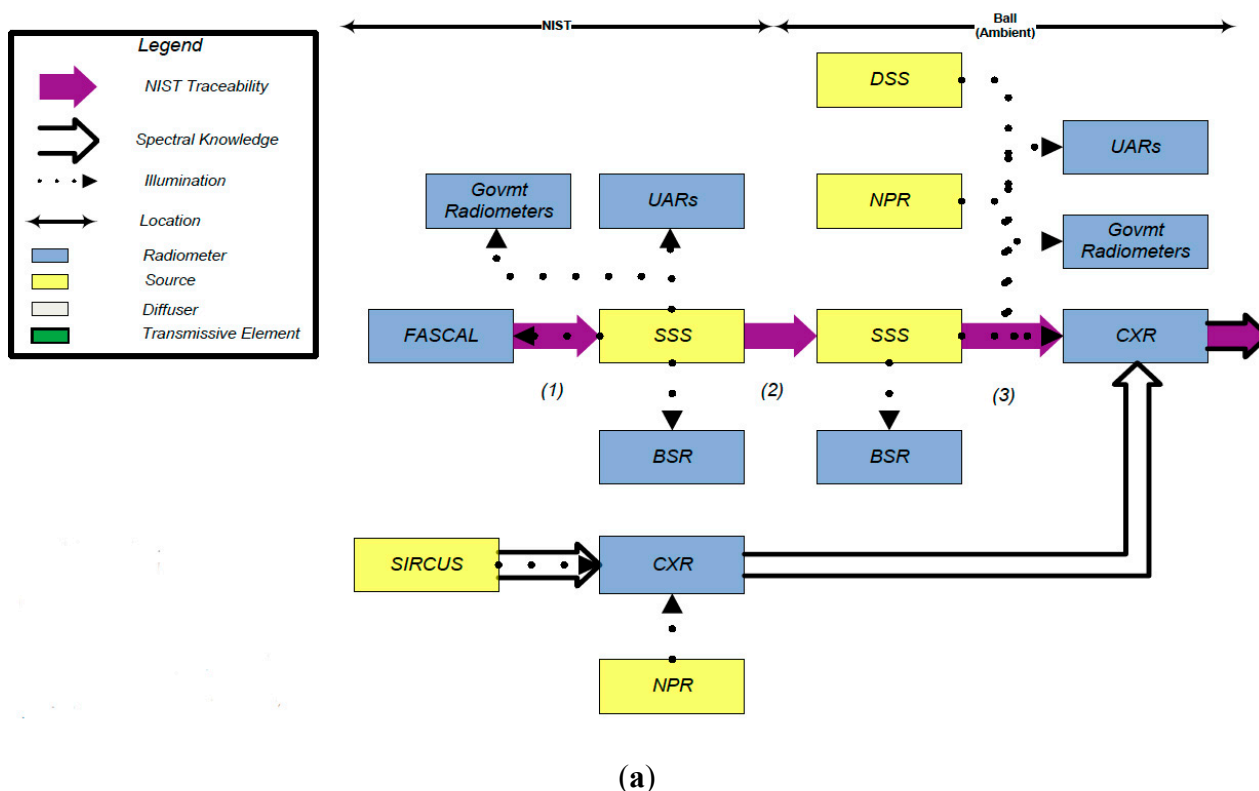 Legend
NIST Traceability
Spectral Knowledge
Illumination
Location
Radiometer
Source
Diffuser
Transmissive Element
NIST
Ball
(Ambient)
DSS
UARs
Govmt
Radiometers
UARs
NPR
Govmt
Radiometers
FASCAL
SSS
SSS
CXR
(1)
(2)
(3)
BSR
BSR
SIRCUS
CXR
NPR
(a)